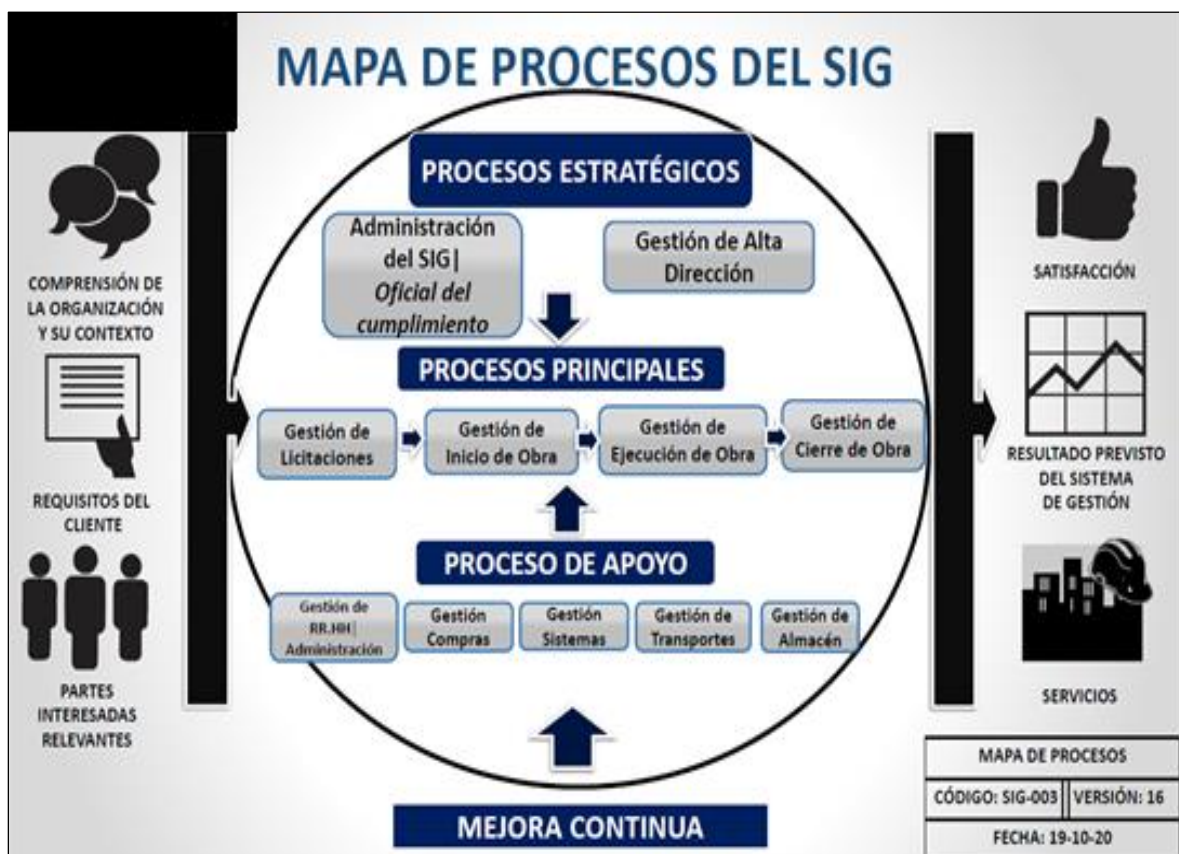 MAPA DE PROCESOS DEL SIG
COMPRENSIÓN DE
LA ORGANIZACIÓN
Y SU CONTEXTO
REQUISITOS DEL
CLIENTE
PARTES
INTERESADAS
RELEVANTES
PROCESOS ESTRATÉGICOS
Administración
del SIG|
Oficial del
cumplimiento
Gestión de Alta
Dirección
PROCESOS PRINCIPALES
Gestión de
Licitaciones
Gestión de
Inicio de Obra
Gestión de
Ejecución de Obra
Gestión de
Cierre de Obra
PROCESO DE APOYO
Gestión de
RR.HH|
Administración
Gestión
Compras
Gestión
Sistemas
Gestión de
Transportes
Gestión de
Almacén
MEJORA CONTINUA
SATISFACCIÓN
RESULTADO PREVISTO
DEL SISTEMA
DE GESTIÓN
SERVICIOS
MAPA DE PROCESOS
CÓDIGO: SIG-003
VERSIÓN: 16
FECHA: 19-10-20